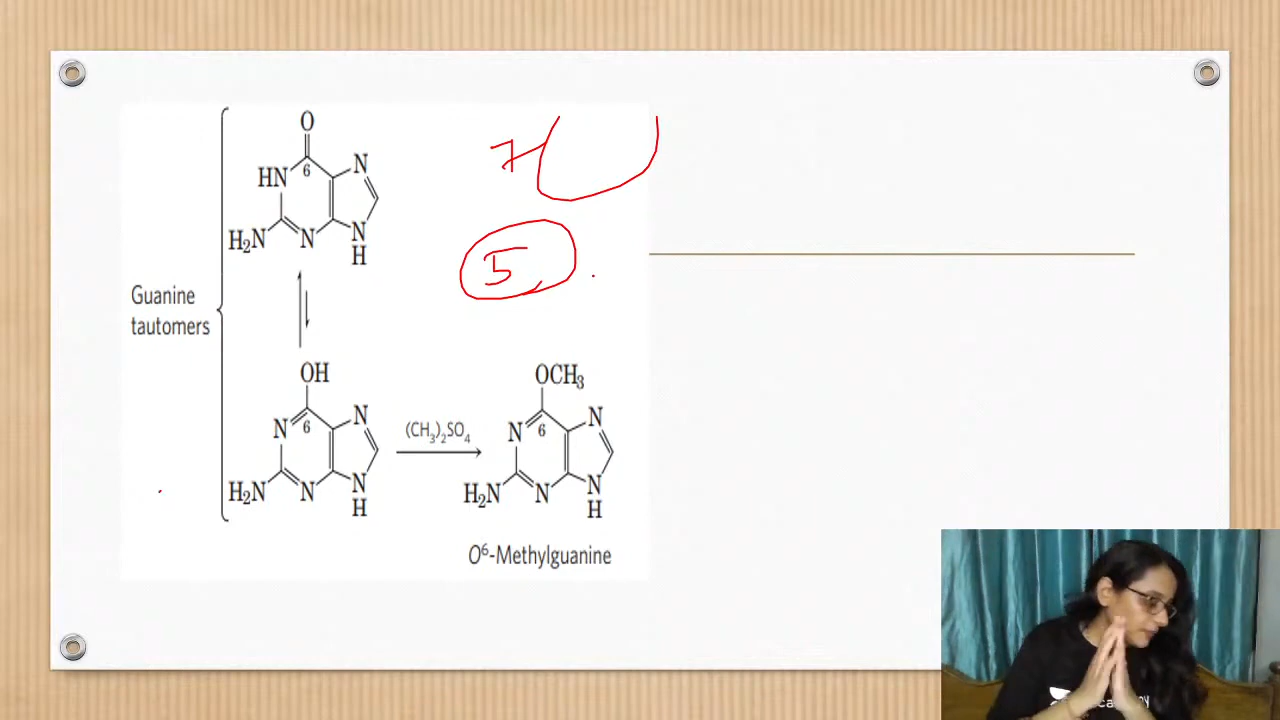 O
6
N
HN
7
H₂N
N
N
H
5
Guanine
tautomers
OH
OCH₃
N
N
6
(CH₃)₂SO₄
N
N
6
H₂N
N
N
H
H₂N
N
N
H
O⁶-Methylguanine